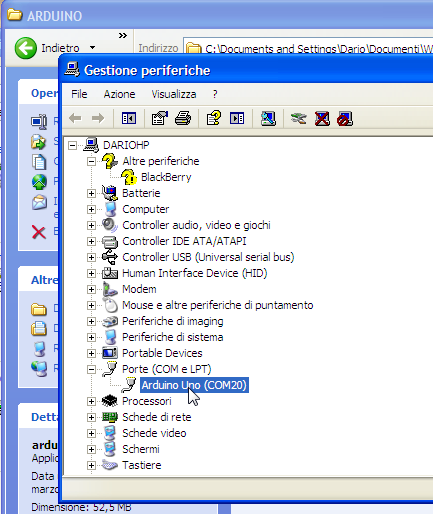 ARDUINO
Indietro
Indirizzo
C:\Documents and Settings\Dario\Documenti\W
Gestione periferiche
File Azione Visualizza ?
DARIOHP
Altre periferiche
BlackBerry
Batterie
Computer
Controller audio, video e giochi
Controller IDE ATA/ATAPI
Controller USB (Universal serial bus)
Human Interface Device (HID)
Modem
Mouse e altre periferiche di puntamento
Periferiche di imaging
Periferiche di sistema
Portable Devices
Porte (COM e LPT)
Arduino Uno (COM20)
Processori
Schede di rete
Schede video
Schermi
Tastiere
Oper
Altre
Detta
ardu
Applic
Data
marzo
Dimensione: 52,5 MB